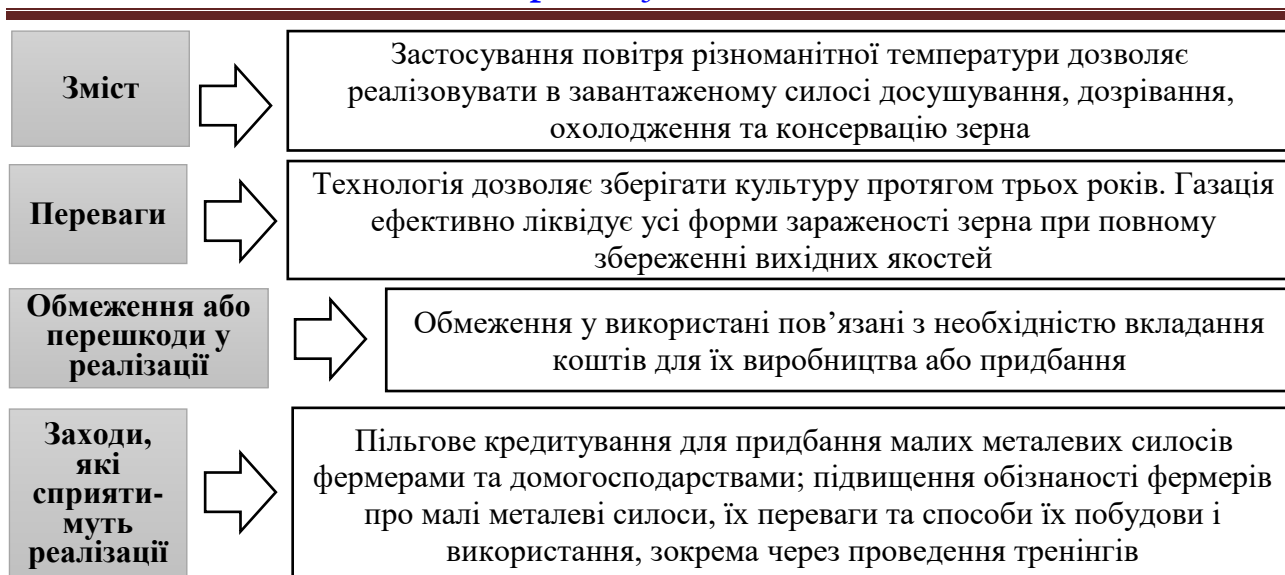 Зміст
Застосування повітря різноманітної температури дозволяє
реалізовувати в завантаженому силосі досушування, дозрівання,
охолодження та консервацію зерна
Переваги
Технологія дозволяє зберігати культуру протягом трьох років. Газація
ефективно ліквідує усі форми зараженості зерна при повному
збереженні вихідних якостей
Обмеження або
перешкоди у
реалізації
Обмеження у використані пов’язані з необхідністю вкладання
коштів для їх виробництва або придбання
Заходи,
які
сприяти-
муть
реалізації
Пільгове кредитування для придбання малих металевих силосів
фермерами та домогосподарствами; підвищення обізнаності фермерів
про малі металеві силоси, їх переваги та способи їх побудови і
використання, зокрема через проведення тренінгів